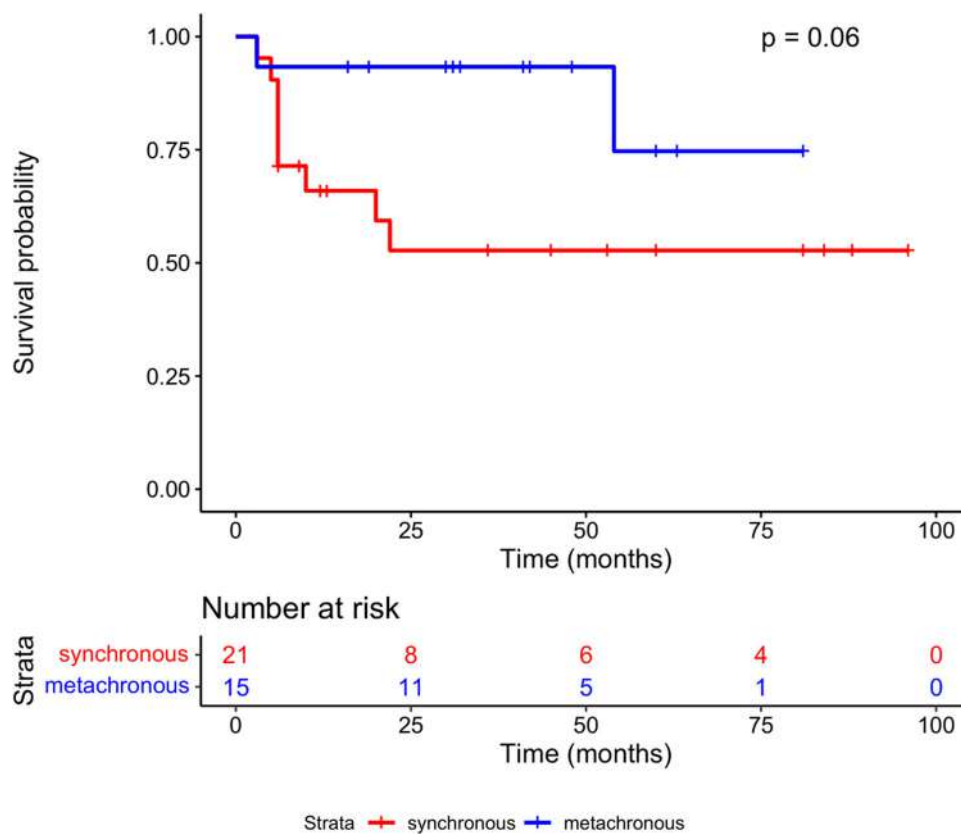 p = 0.06
Survival probability
1.00
0.75
0.50
0.25
0.00
0 25 50 75 100
Time (months)
Number at risk
Strata
synchronous 21 8 6 4 0
metachronous 15 11 5 1 0
0 25 50 75 100
Time (months)
Strata synchronous metachronous